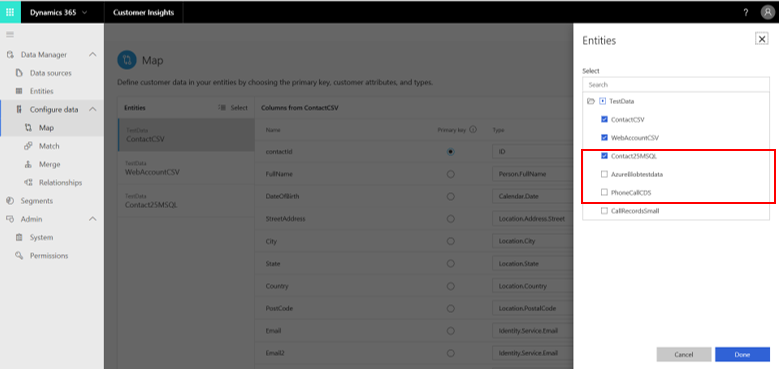 Dynamics 365
Customer Insights
?
Data Manager
Data sources
Entities
Configure data
Map
Match
Merge
Relationships
Segments
Admin
System
Permissions
Map
Define customer data in your entities by choosing the primary key, customer attributes, and types.
Entities
Select
TestData
ContactCSV
TestData
WebAccountCSV
TestData
Contact25MSQL
Columns from ContactCSV
Name Primary key Type
contactId ID
FullName Person.FullName
DateOfBirth Calendar.Date
StreetAddress Location.Address.Street
City Location.City
State Location.State
Country Location.Country
PostCode Location.PostalCode
Email Identity.Service.Email
Email2 Identity.Service.Email
Entities
Select
Search
TestData
ContactCSV
WebAccountCSV
Contact25MSQL
AzureBlobtestdata
PhoneCallCDS
CallRecordsSmall
Cancel
Done